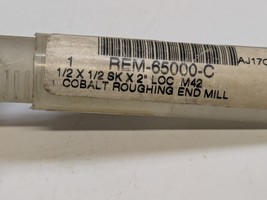 1 REM-65000-C
1/2 X 1/2 SK X 2" LOC M42
COBALT ROUGHING END MILL